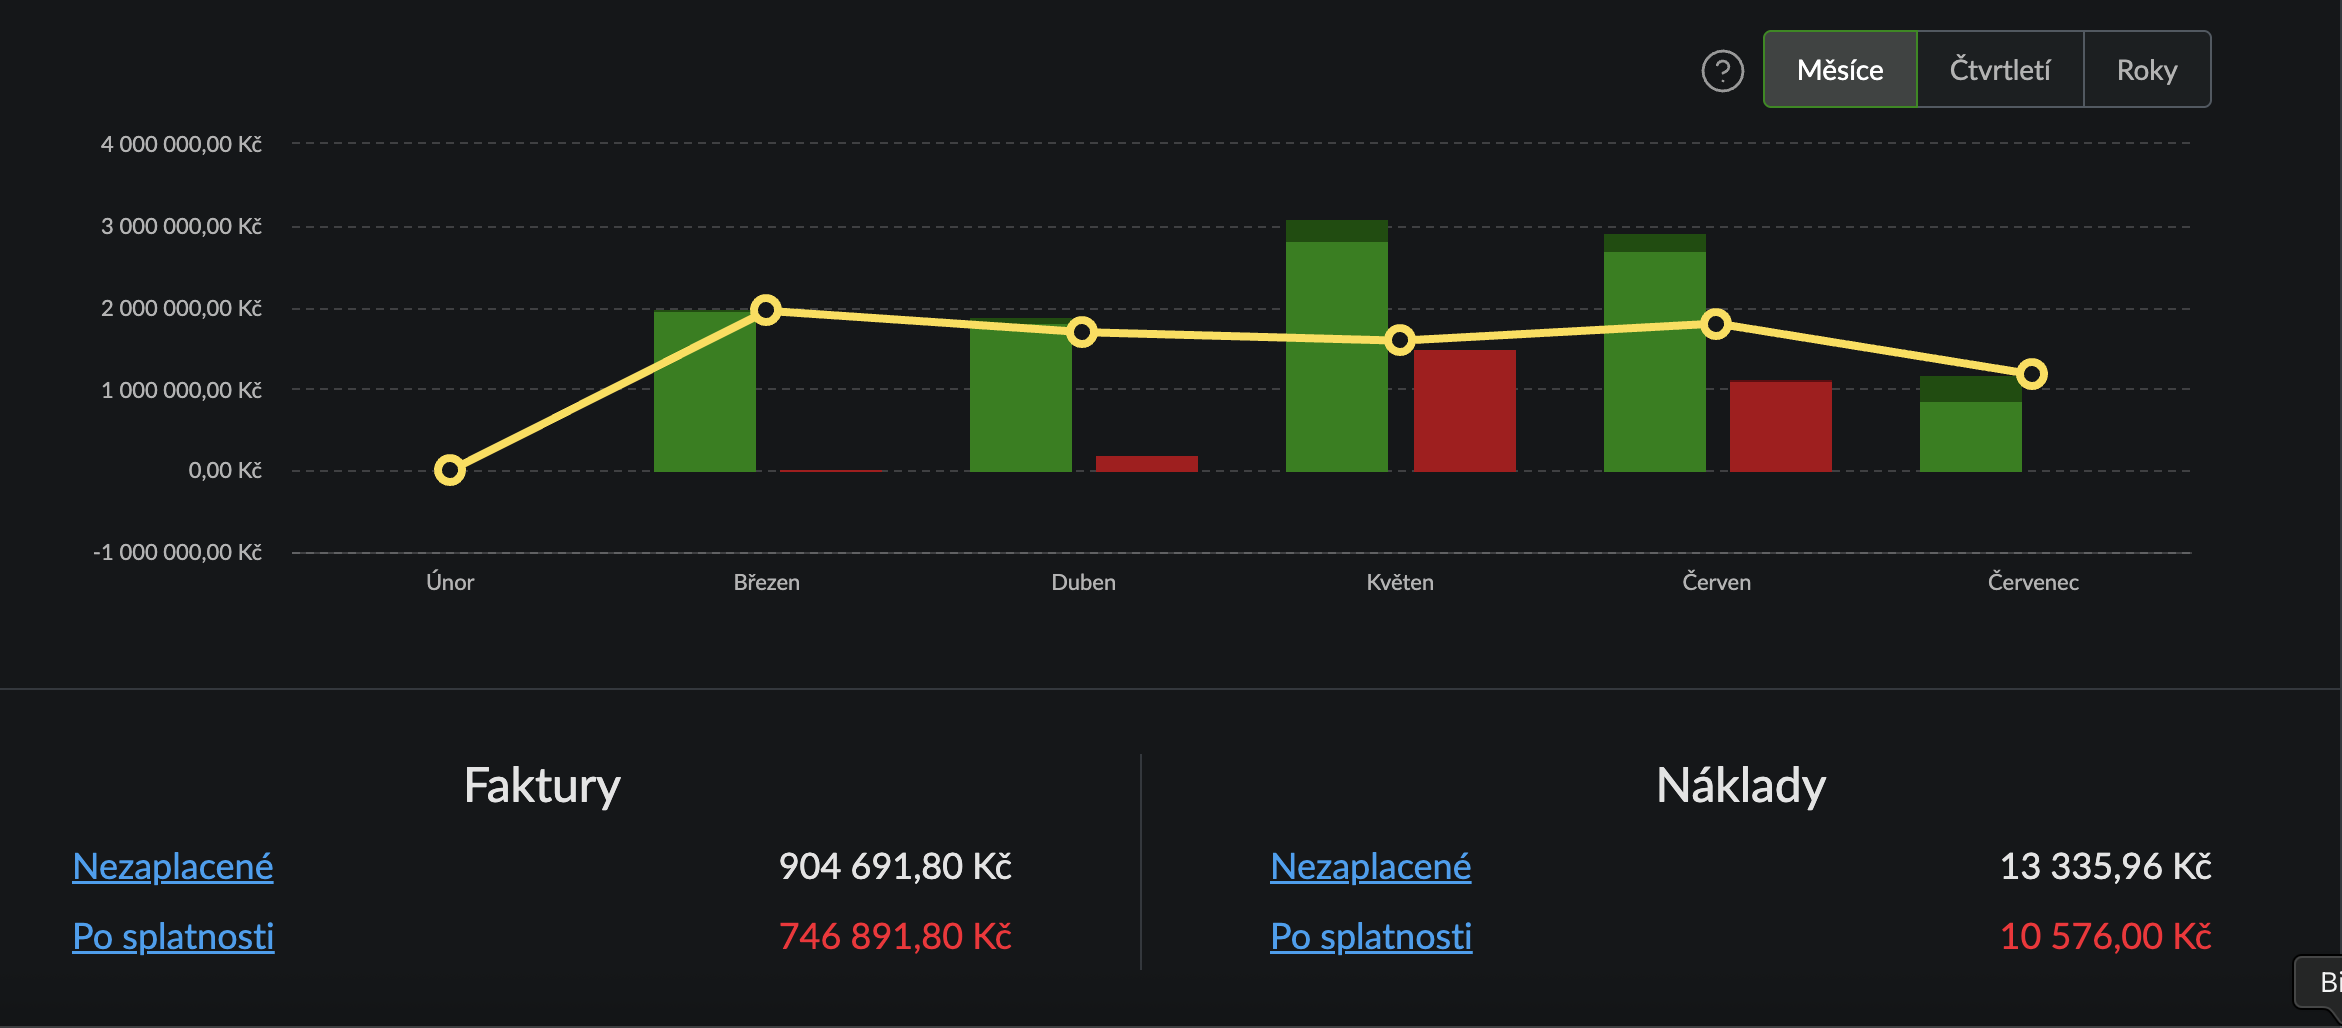 ?
Měsíce
Čtvrtletí
Roky
4 000 000,00 Kč
3 000 000,00 Kč
2 000 000,00 Kč
1 000 000,00 Kč
0,00 Kč
-1 000 000,00 Kč
Únor
Březen
Duben
Květen
Červen
Červenec
Faktury
Nezaplacené 904 691,80 Kč
Po splatnosti 746 891,80 Kč
Náklady
Nezaplacené 13 335,96 Kč
Po splatnosti 10 576,00 Kč